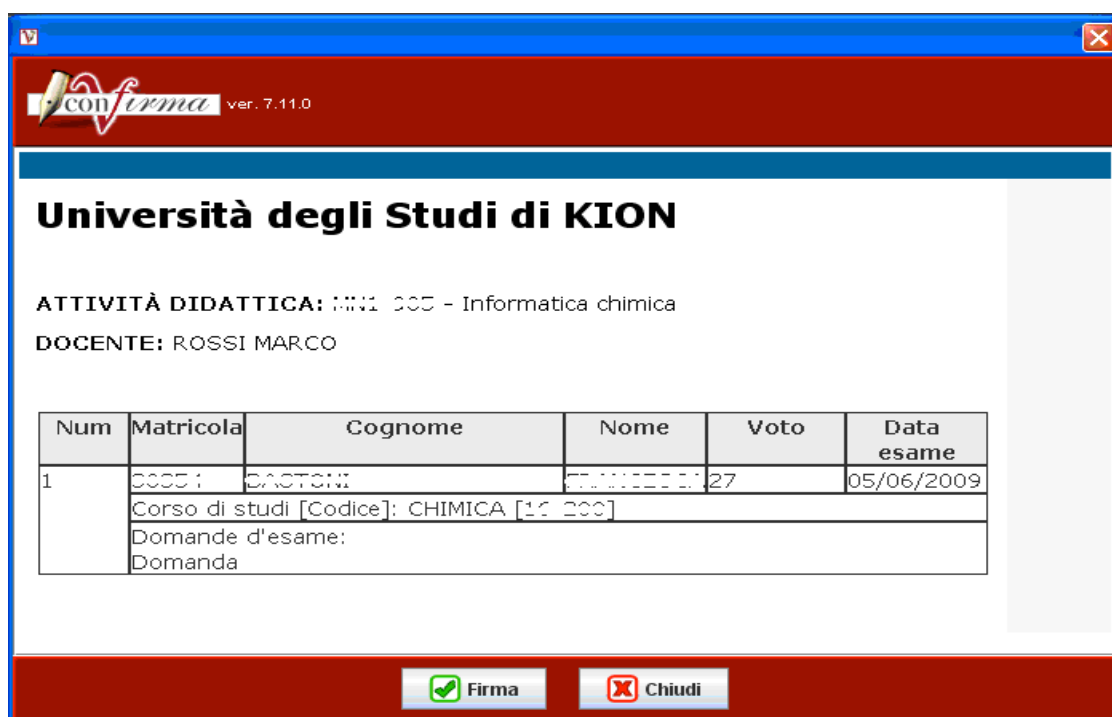 confirma ver. 7.11.0
Università degli Studi di KION
ATTIVITÀ DIDATTICA: - Informatica chimica
DOCENTE: ROSSI MARCO
Num Matricola Cognome Nome Voto Data esame
1 27 05/06/2009
Corso di studi [Codice]: CHIMICA
Domande d'esame:
Domanda
Firma Chiudi